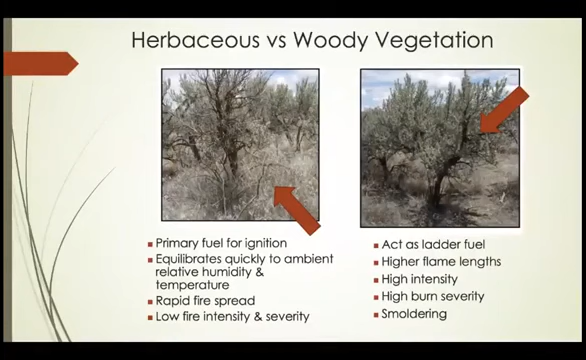 Herbaceous vs Woody Vegetation
Primary fuel for ignition
Equilibrates quickly to ambient
relative humidity &
temperature
Rapid fire spread
Low fire intensity & severity
Act as ladder fuel
Higher flame lengths
High intensity
High burn severity
Smoldering